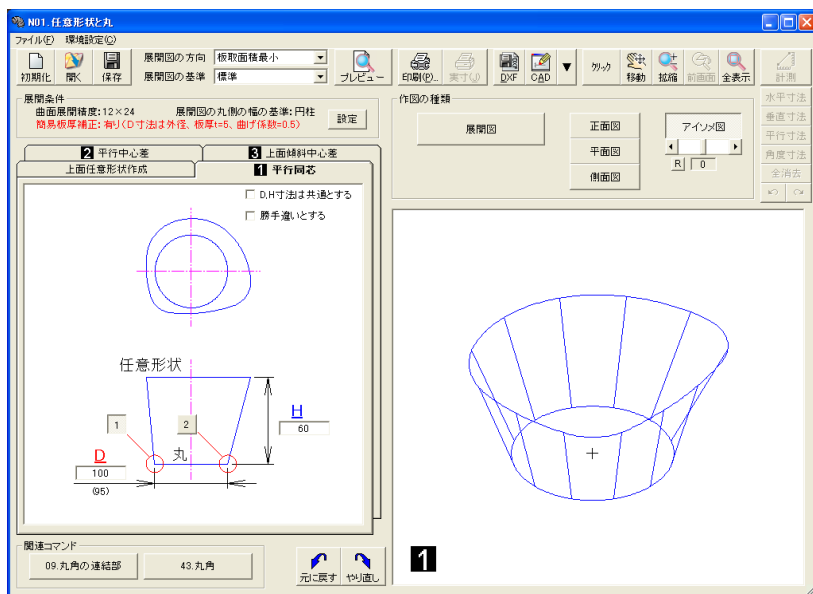 N01.任意形状と丸
ファイル(F) 環境設定(C)
初期化 開く 保存
展開図の方向 板取面積最小
展開図の基準 標準
プレビュー
印刷(P).. 実寸(J) DXF CAD ▼ クリック 移動 拡縮 前画面 全表示 計測
展開条件
曲面展開精度:12×24 展開図の丸側の幅の基準:円柱
簡易板厚補正:有り(D寸法は外径、板厚t=5、曲げ係数=0.5)
設定
作図の種類
展開図
正面図
平面図
側面図
アイソメ図
R 0
水平寸法
垂直寸法
平行寸法
角度寸法
全消去
2 平行中心差 3 上面傾斜中心差
上面任意形状作成 1 平行同芯
D,H寸法は共通とする
勝手違いとする
任意形状
1 2
H
60
D
丸
100
(95)
関連コマンド
09.丸角の連結部 43.丸角
元に戻す やり直し
1